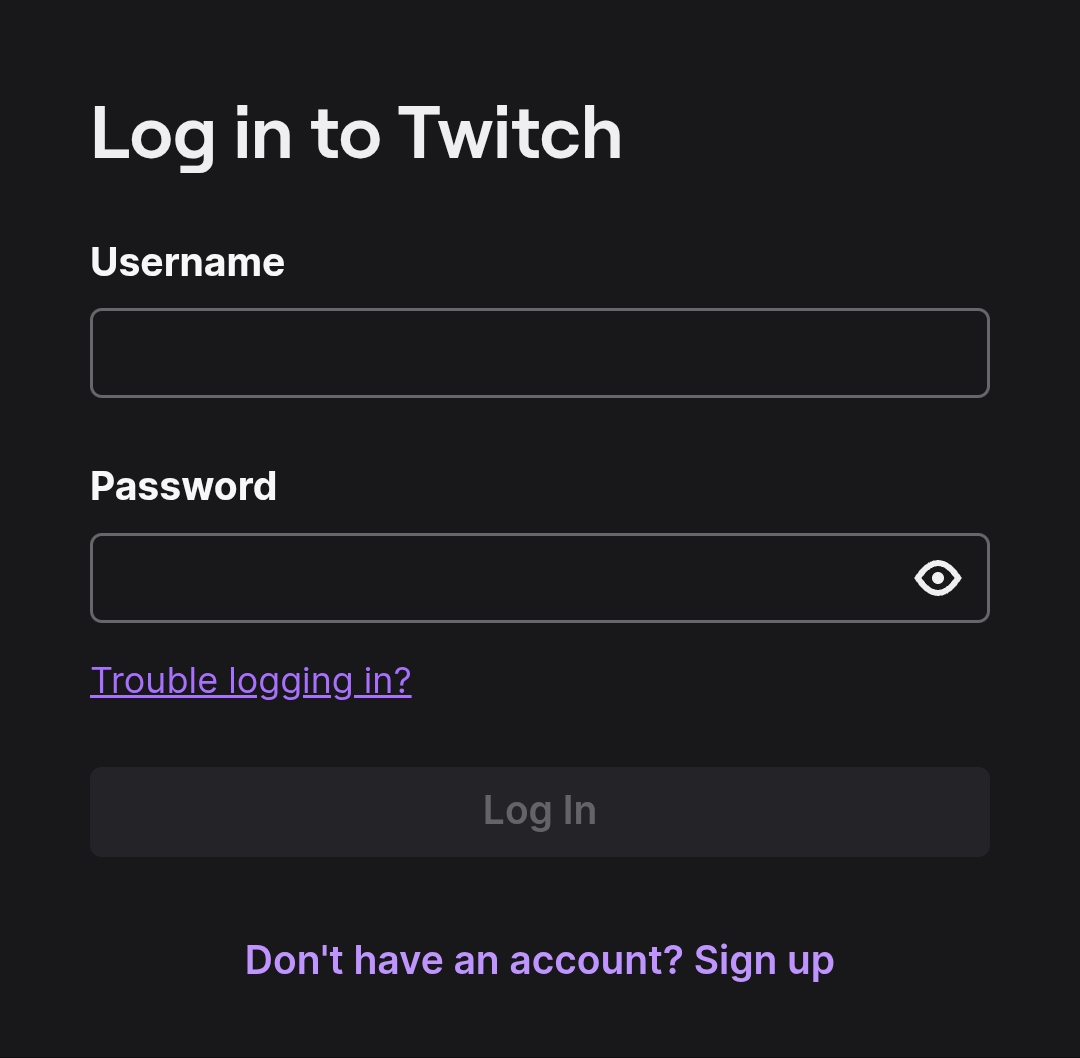 Log in to Twitch
Username
Password
Trouble logging in?
Log In
Don't have an account? Sign up